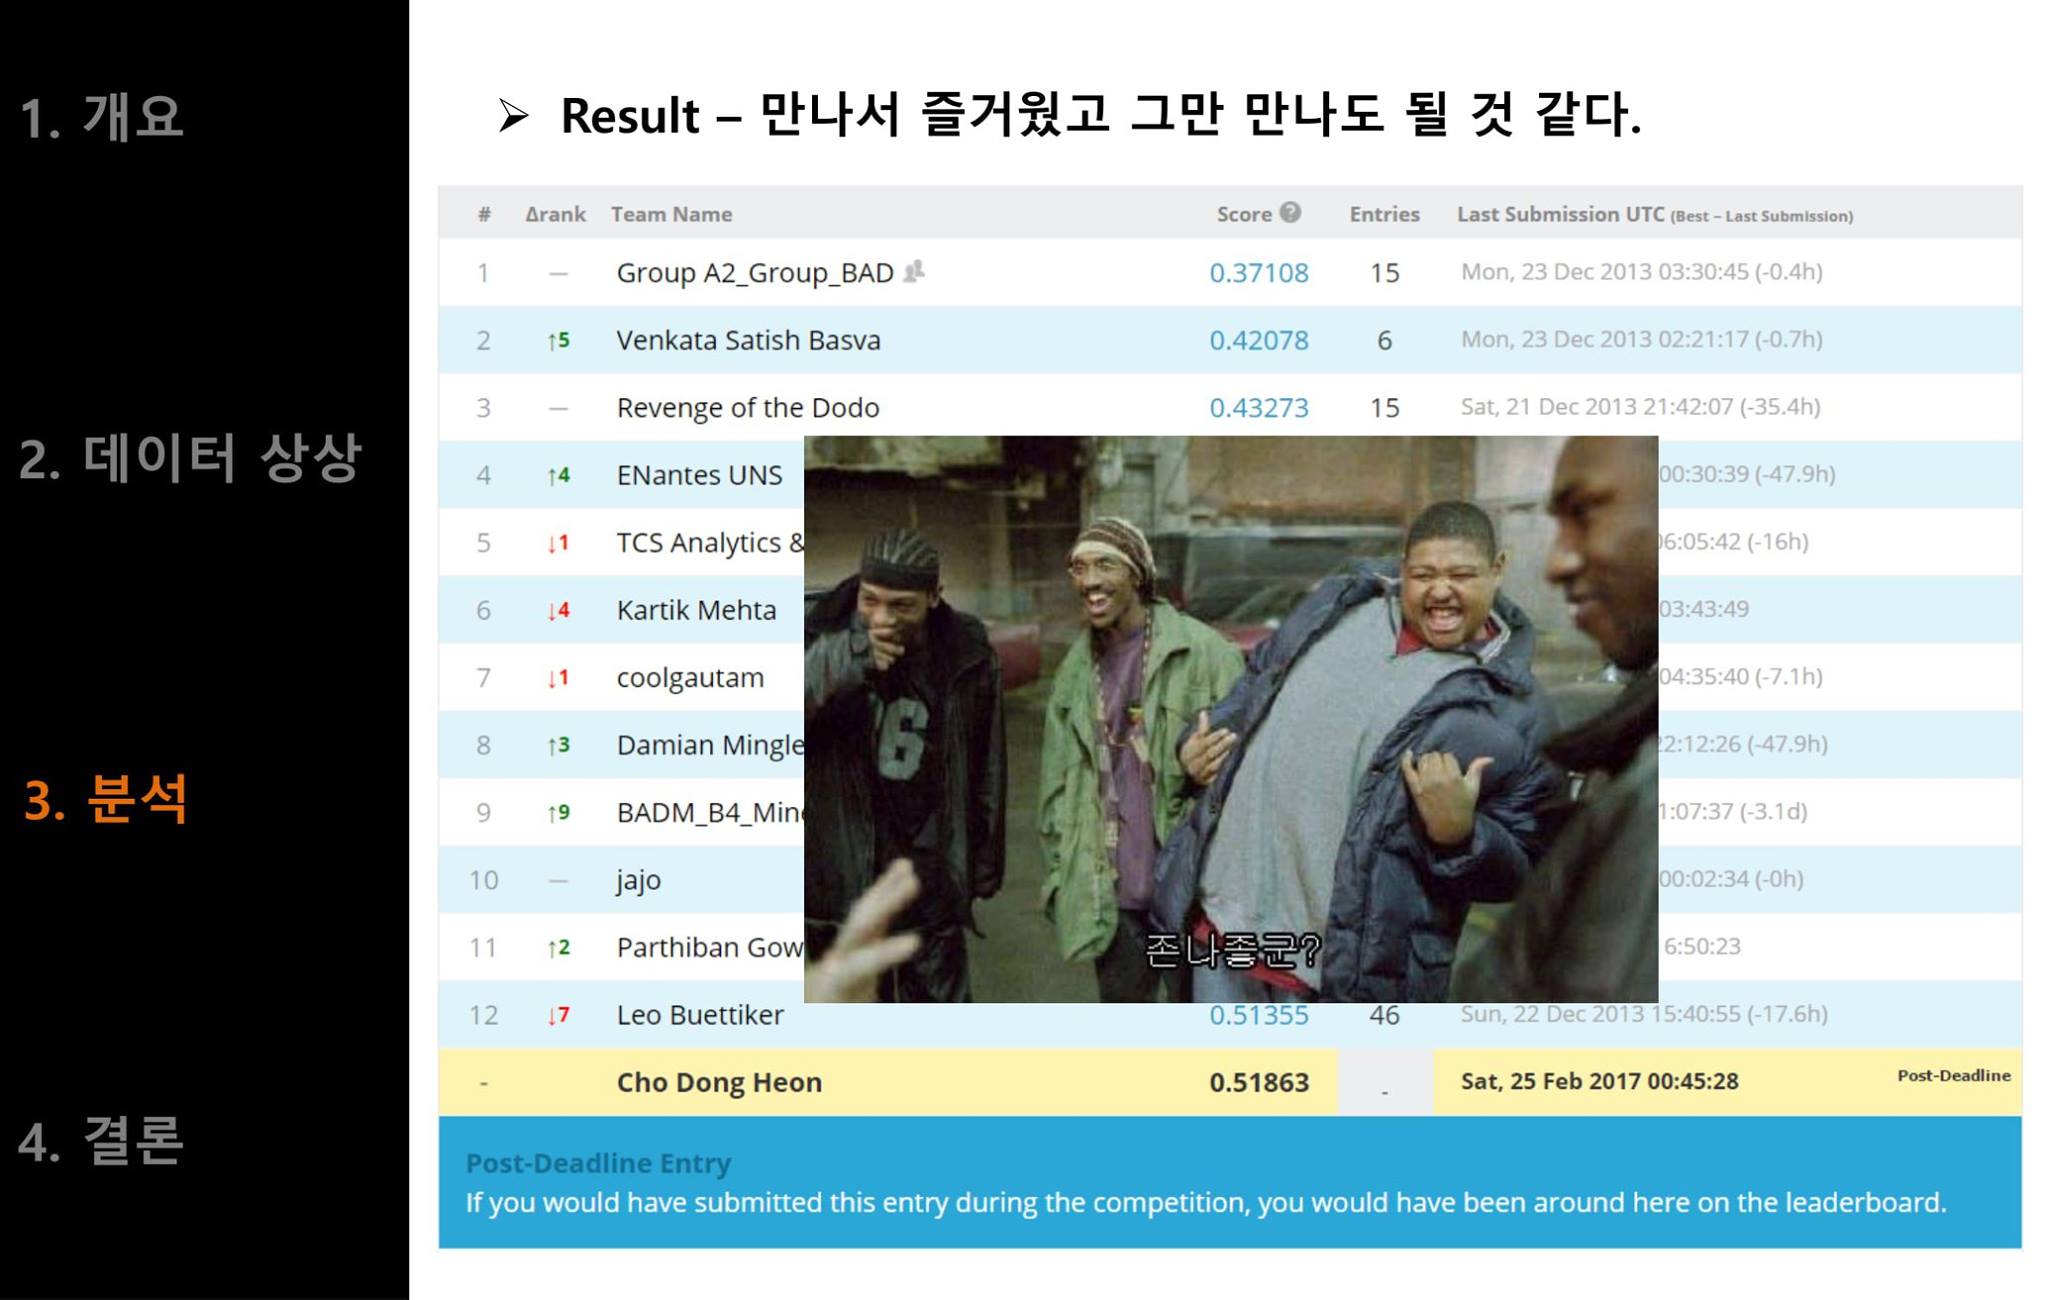 1. 개요
2. 데이터 상상
3. 분석
4. 결론
➢ Result – 만나서 즐거웠고 그만 만나도 될 것 같다.
# Δrank Team Name Score ? Entries Last Submission UTC (Best – Last Submission)
1 — Group A2_Group_BAD 0.37108 15 Mon, 23 Dec 2013 03:30:45 (-0.4h)
2 ↑5 Venkata Satish Basva 0.42078 6 Mon, 23 Dec 2013 02:21:17 (-0.7h)
3 — Revenge of the Dodo 0.43273 15 Sat, 21 Dec 2013 21:42:07 (-35.4h)
4 ↑4 ENantes UNS 00:30:39 (-47.9h)
5 ↓1 TCS Analytics & 06:05:42 (-16h)
6 ↓4 Kartik Mehta 03:43:49
7 ↓1 coolgautam 04:35:40 (-7.1h)
8 ↑3 Damian Mingle 22:12:26 (-47.9h)
9 ↑9 BADM_B4_Min 1:07:37 (-3.1d)
10 — jajo 00:02:34 (-0h)
11 ↑2 Parthiban Gow 6:50:23
12 ↓7 Leo Buettiker 0.51355 46 Sun, 22 Dec 2013 15:40:55 (-17.6h)
- Cho Dong Heon 0.51863 - Sat, 25 Feb 2017 00:45:28 Post-Deadline
존나좋군?
Post-Deadline Entry
If you would have submitted this entry during the competition, you would have been around here on the leaderboard.